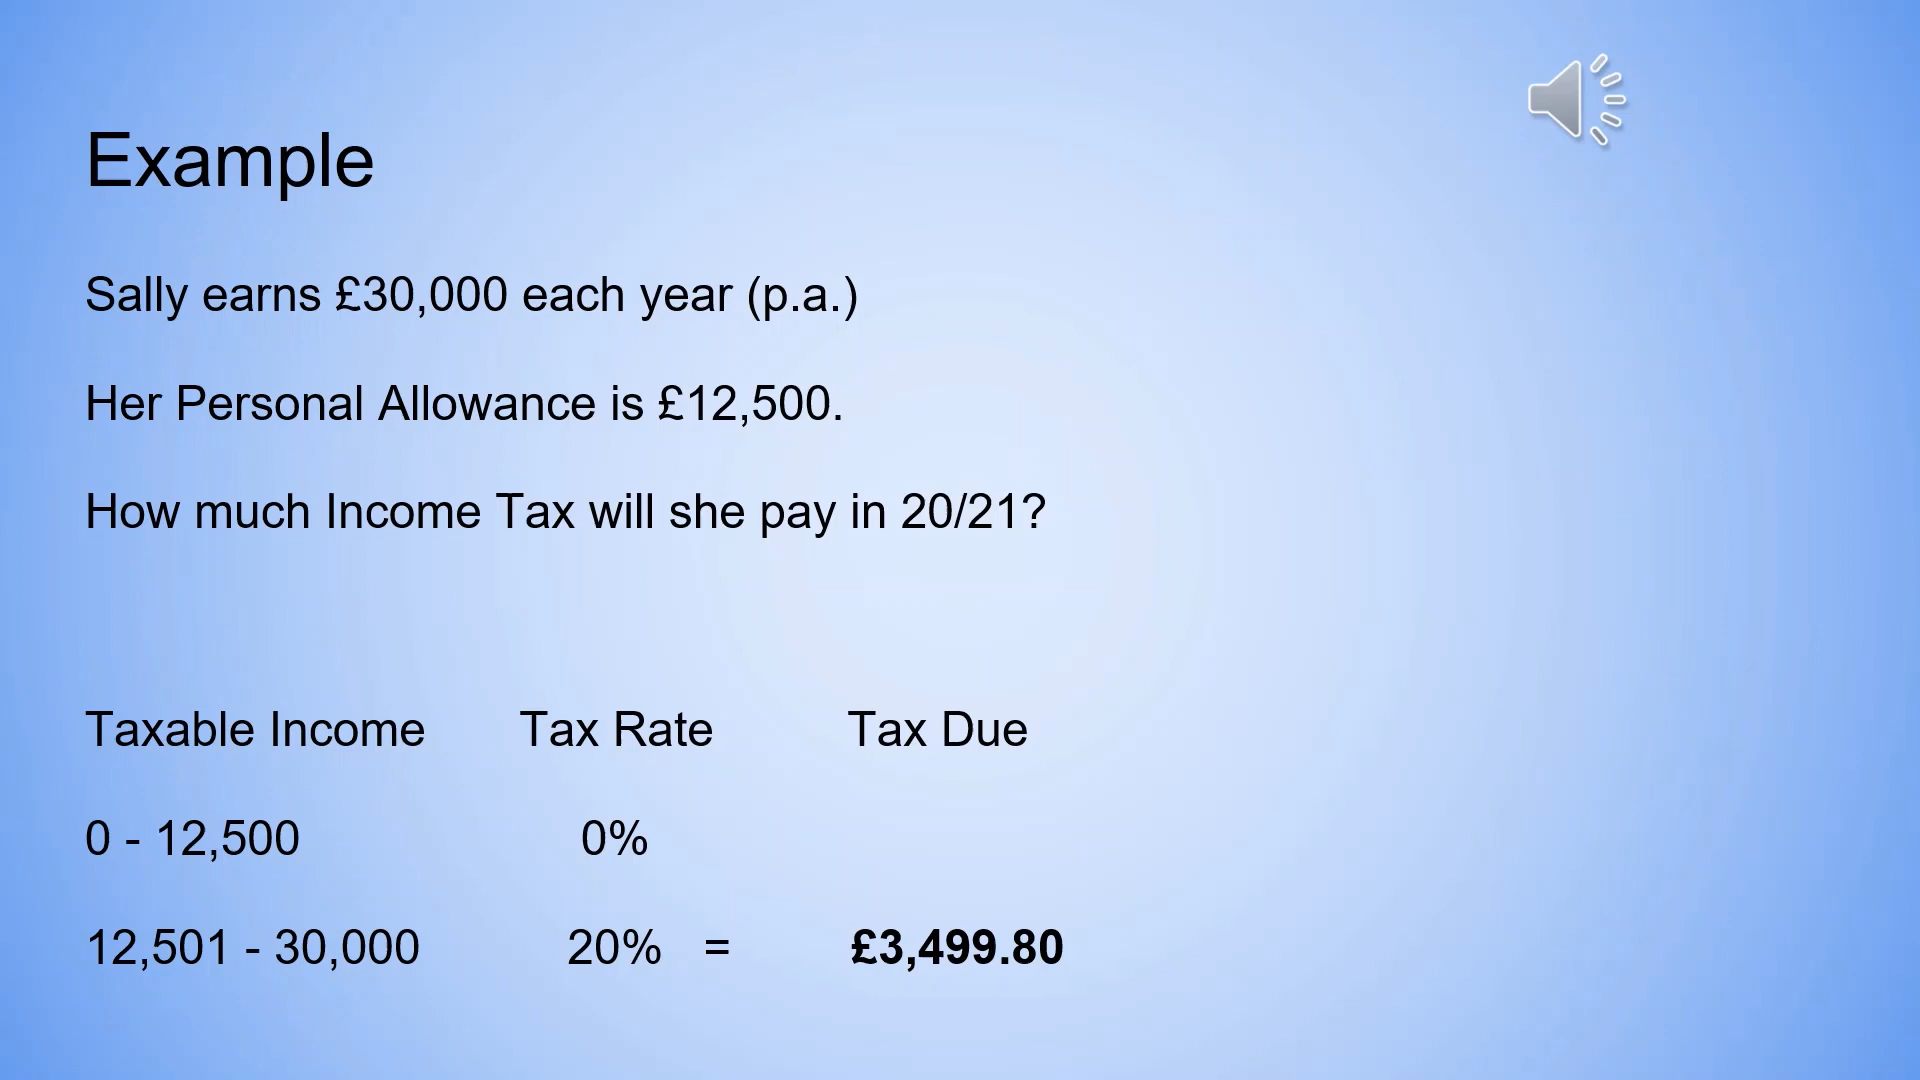 Example
Sally earns £30,000 each year (p.a.)
Her Personal Allowance is £12,500.
How much Income Tax will she pay in 20/21?
Taxable Income Tax Rate Tax Due
0 - 12,500 0%
12,501 - 30,000 20% = £3,499.80